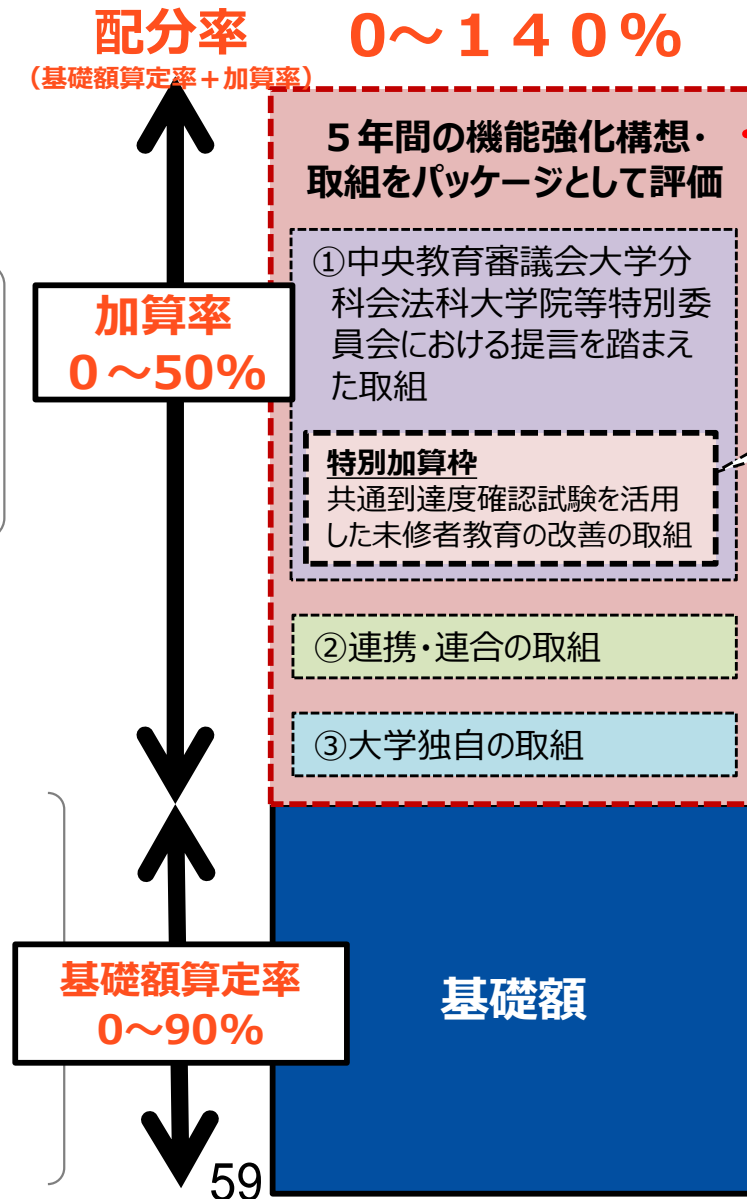 配分率 0～１４０％
（基礎額算定率＋加算率）
５年間の機能強化構想・
取組をパッケージとして評価
加算率
０～50%
①中央教育審議会大学分
科会法科大学院等特別委
員会における提言を踏まえ
た取組
特別加算枠
共通到達度確認試験を活用
した未修者教育の改善の取組
②連携・連合の取組
③大学独自の取組
基礎額算定率
0～90%
基礎額
59